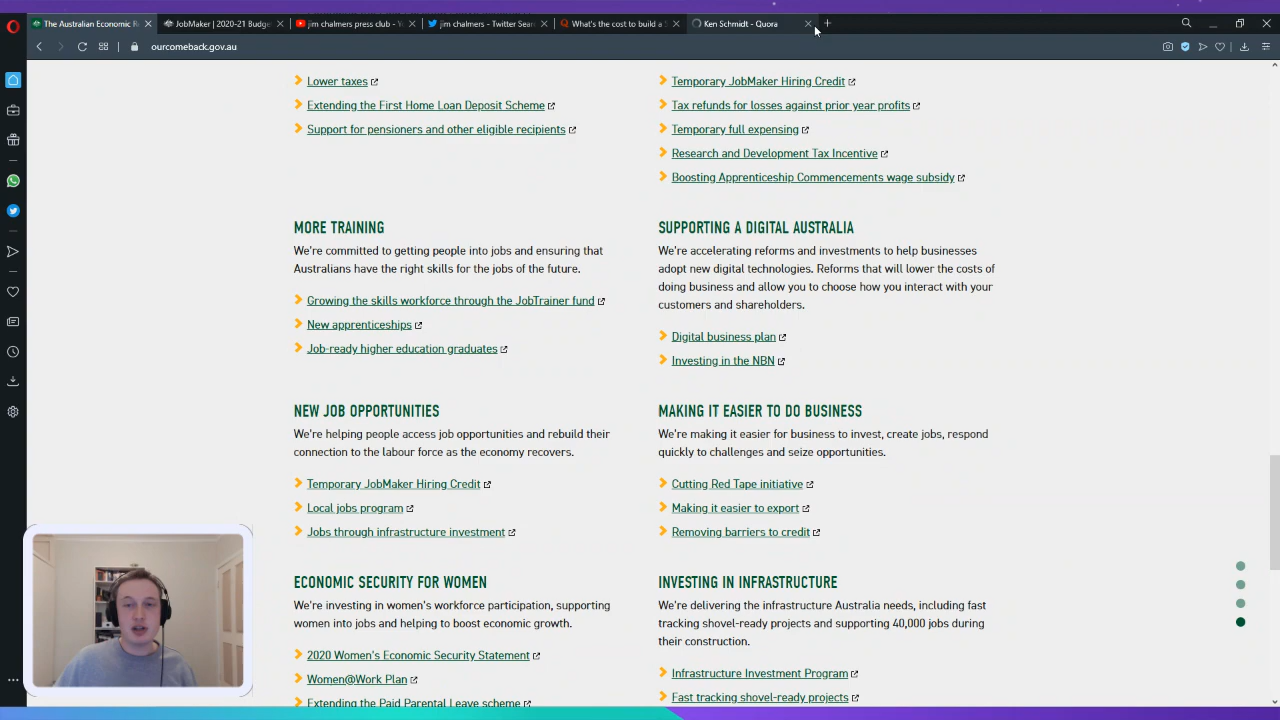 The Australian Economic R
JobMaker | 2020-21 Budge
jim chalmers press club - Y
jim chalmers - Twitter Sear
What's the cost to build a S
Ken Schmidt - Quora
ourcomeback.gov.au
Lower taxes
Extending the First Home Loan Deposit Scheme
Support for pensioners and other eligible recipients
Temporary JobMaker Hiring Credit
Tax refunds for losses against prior year profits
Temporary full expensing
Research and Development Tax Incentive
Boosting Apprenticeship Commencements wage subsidy
MORE TRAINING
We're committed to getting people into jobs and ensuring that
Australians have the right skills for the jobs of the future.
Growing the skills workforce through the JobTrainer fund
New apprenticeships
Job-ready higher education graduates
SUPPORTING A DIGITAL AUSTRALIA
We're accelerating reforms and investments to help businesses
adopt new digital technologies. Reforms that will lower the costs of
doing business and allow you to choose how you interact with your
customers and shareholders.
Digital business plan
Investing in the NBN
NEW JOB OPPORTUNITIES
We're helping people access job opportunities and rebuild their
connection to the labour force as the economy recovers.
Temporary JobMaker Hiring Credit
Local jobs program
Jobs through infrastructure investment
MAKING IT EASIER TO DO BUSINESS
We're making it easier for business to invest, create jobs, respond
quickly to challenges and seize opportunities.
Cutting Red Tape initiative
Making it easier to export
Removing barriers to credit
ECONOMIC SECURITY FOR WOMEN
We're investing in women's workforce participation, supporting
women into jobs and helping to boost economic growth.
2020 Women's Economic Security Statement
Women@Work Plan
Extending the Paid Parental Leave scheme
INVESTING IN INFRASTRUCTURE
We're delivering the infrastructure Australia needs, including fast
tracking shovel-ready projects and supporting 40,000 jobs during
their construction.
Infrastructure Investment Program
Fast tracking shovel-ready projects